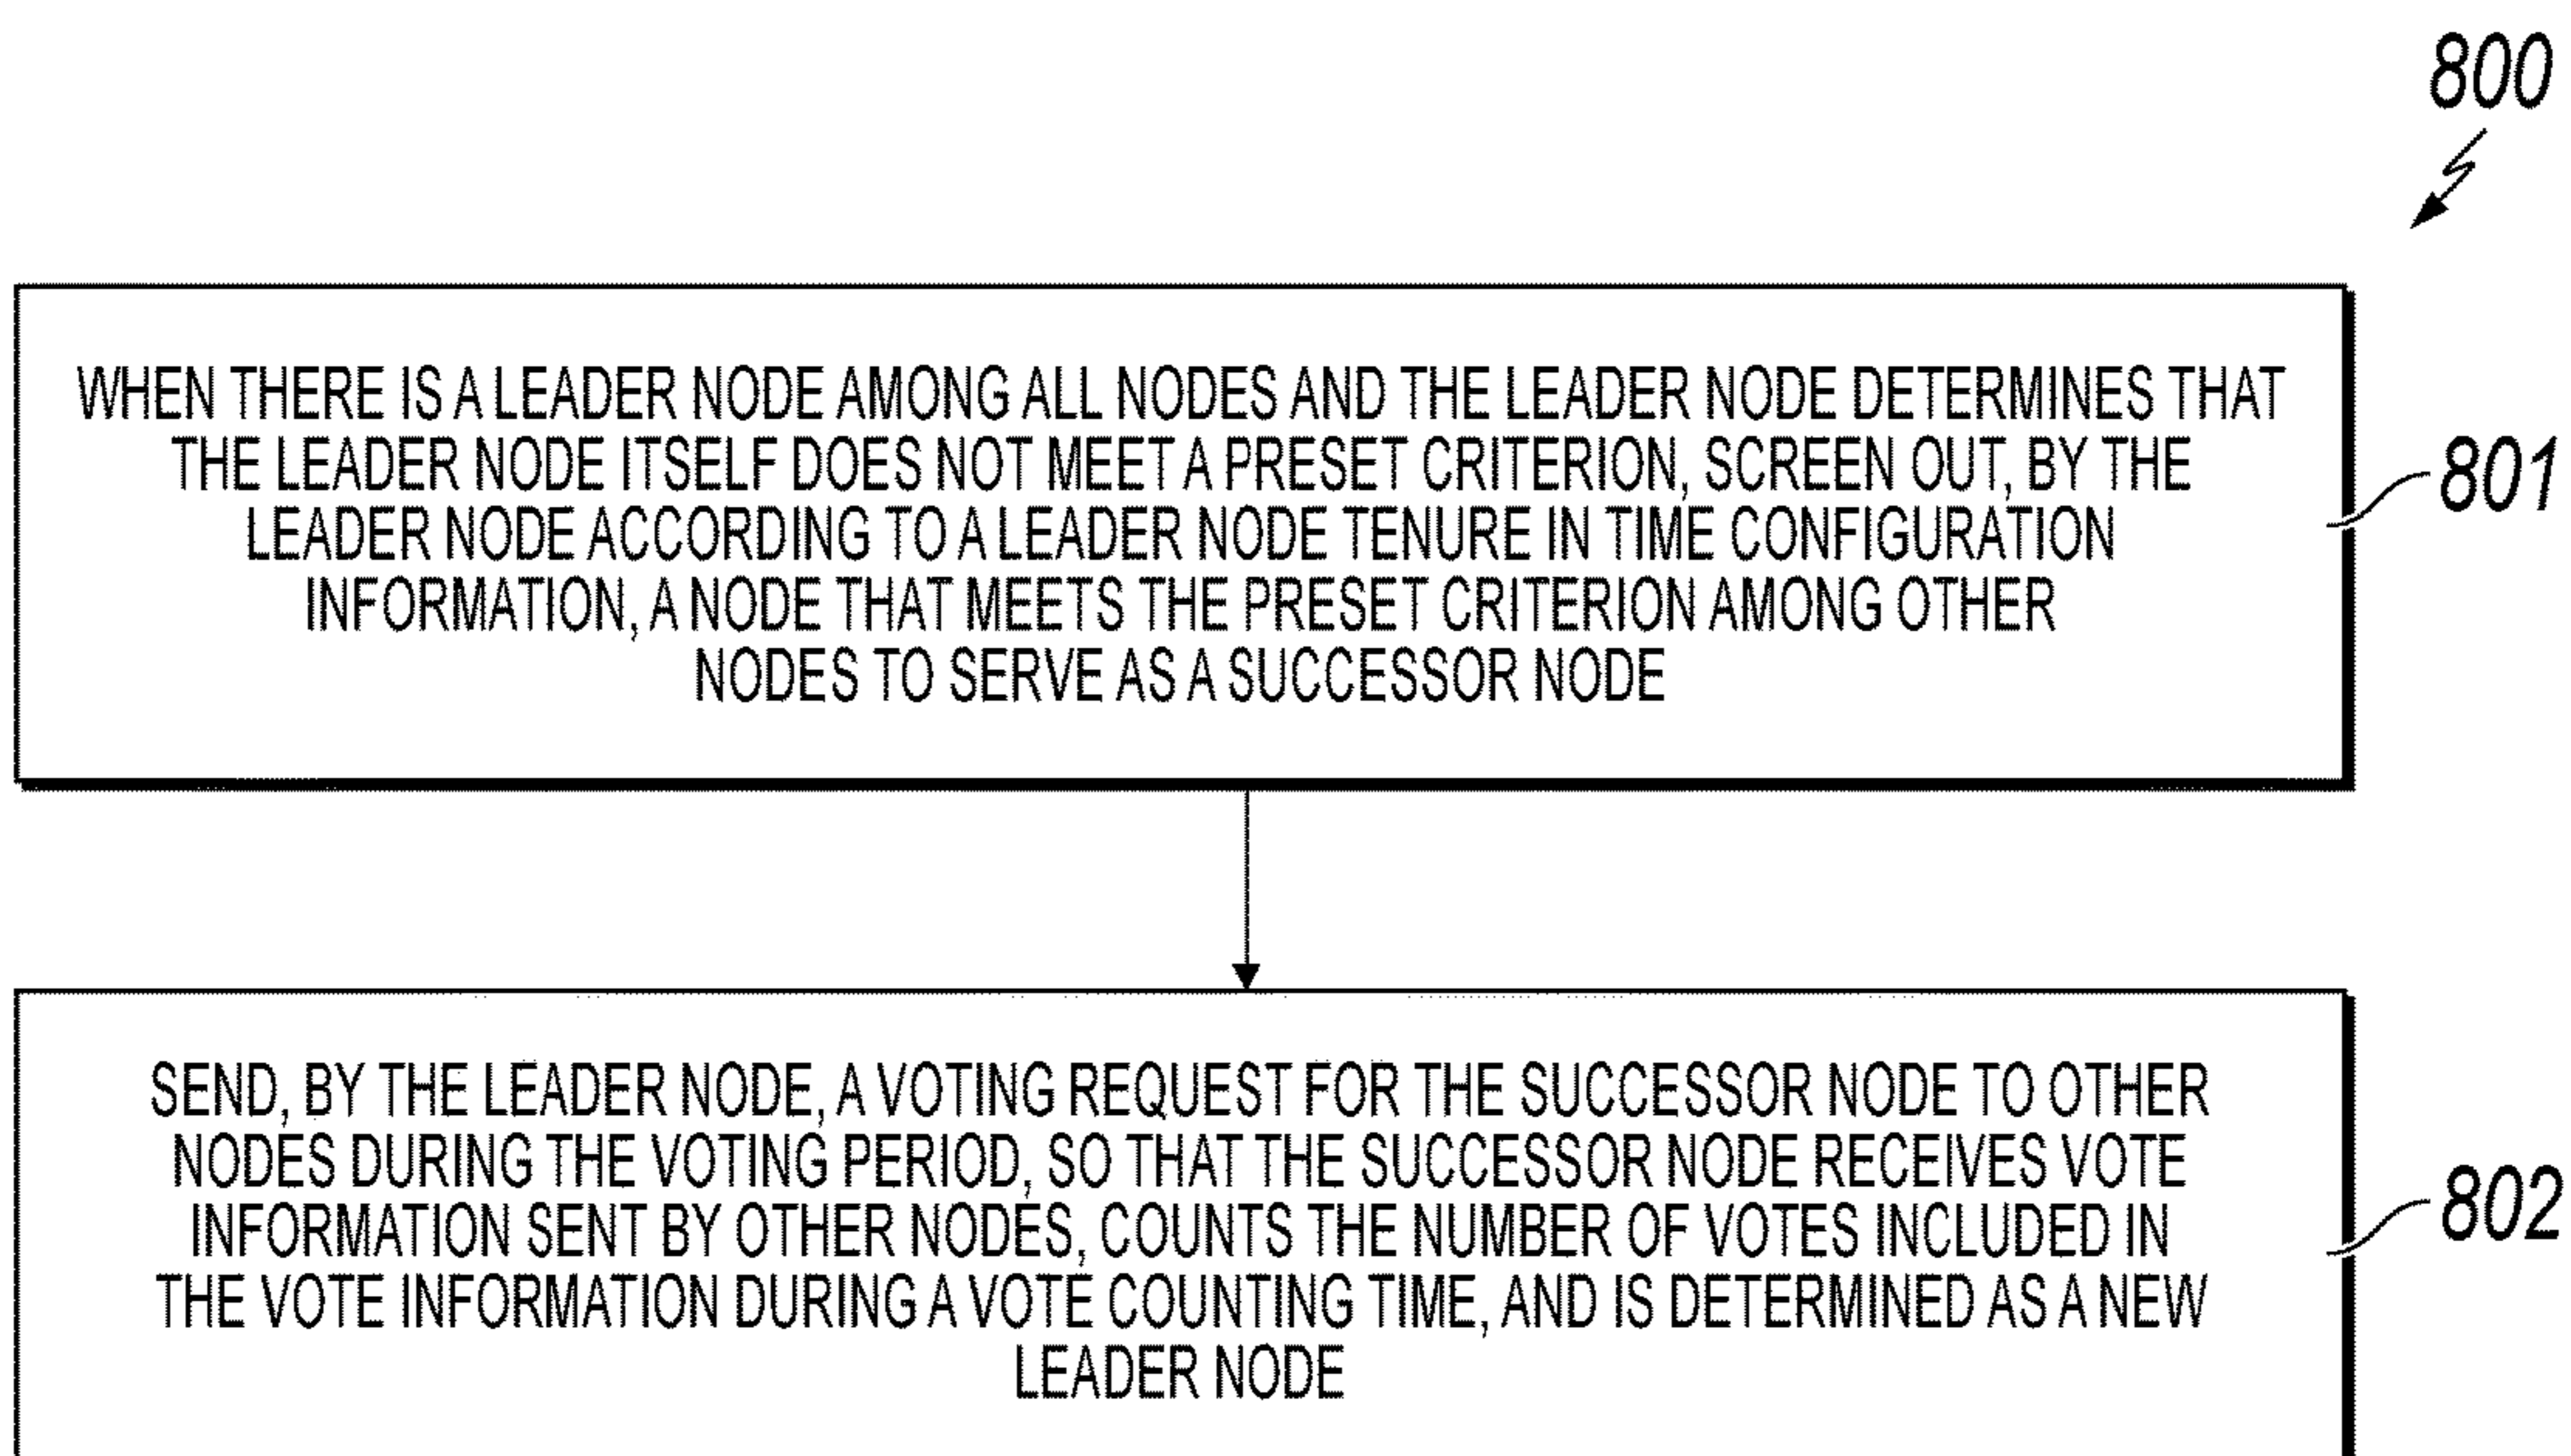 800
WHEN THERE IS A LEADER NODE AMONG ALL NODES AND THE LEADER NODE DETERMINES THAT
THE LEADER NODE ITSELF DOES NOT MEET A PRESET CRITERION, SCREEN OUT, BY THE
LEADER NODE ACCORDING TO A LEADER NODE TENURE IN TIME CONFIGURATION
INFORMATION, A NODE THAT MEETS THE PRESET CRITERION AMONG OTHER
NODES TO SERVE AS A SUCCESSOR NODE
801
SEND, BY THE LEADER NODE, A VOTING REQUEST FOR THE SUCCESSOR NODE TO OTHER
NODES DURING THE VOTING PERIOD, SO THAT THE SUCCESSOR NODE RECEIVES VOTE
INFORMATION SENT BY OTHER NODES, COUNTS THE NUMBER OF VOTES INCLUDED IN
THE VOTE INFORMATION DURING A VOTE COUNTING TIME, AND IS DETERMINED AS A NEW
LEADER NODE
802